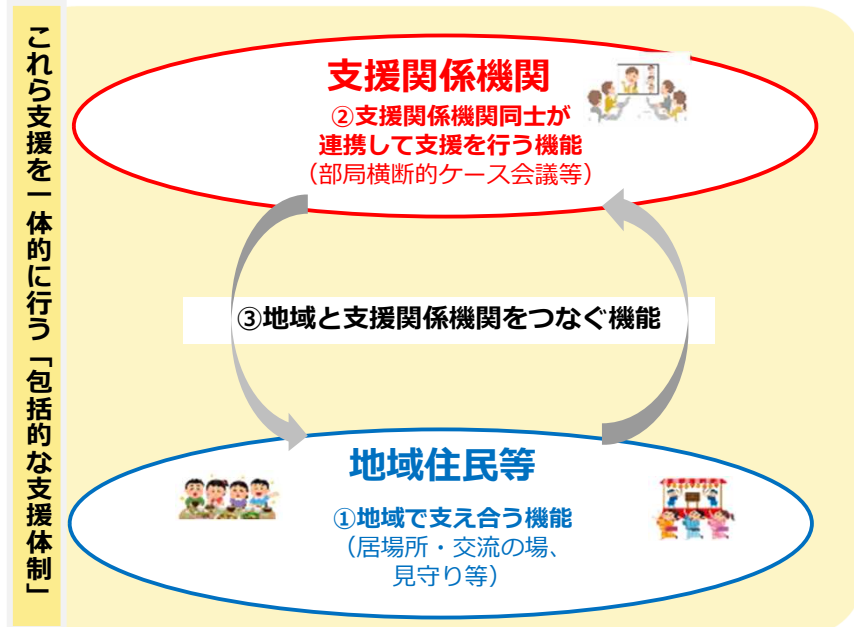 これら支援を一体的に行う「包括的な支援体制」
支援関係機関
②支援関係機関同士が
連携して支援を行う機能
（部局横断的ケース会議等）
③地域と支援関係機関をつなぐ機能
地域住民等
①地域で支え合う機能
（居場所・交流の場、
見守り等）